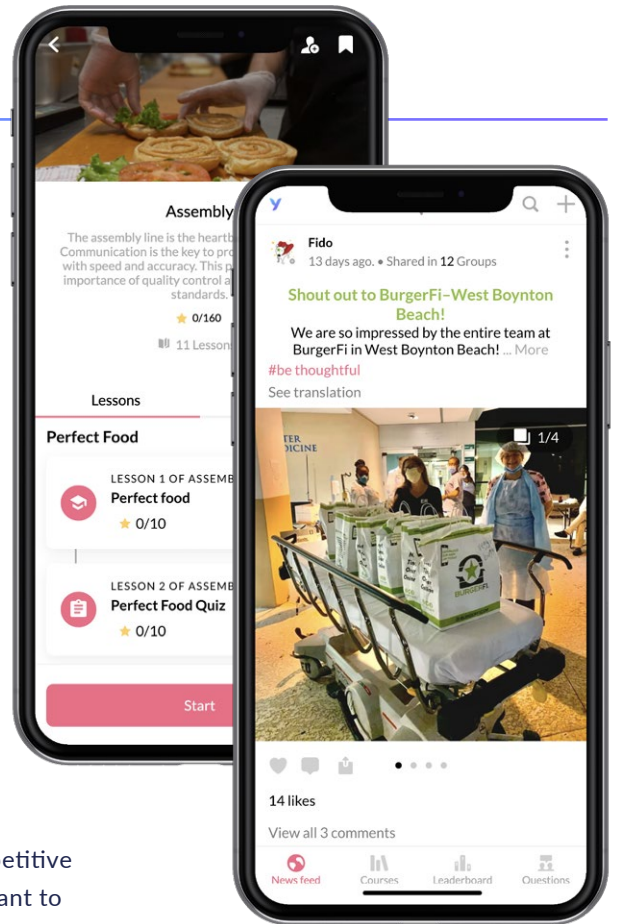 Assembly
The assembly line is the heartb
Communication is the key to pro
with speed and accuracy. This p
importance of quality control a
standards.
0/160
11 Lesson
Lessons
Perfect Food
LESSON 1 OF ASSEMB
Perfect food
0/10
LESSON 2 OF ASSEMB
Perfect Food Quiz
0/10
Start
Fido
13 days ago. • Shared in 12 Groups
Shout out to BurgerFi–West Boynton
Beach!
We are so impressed by the entire team at
BurgerFi in West Boynton Beach! ... More
#be thoughtful
See translation
TER
DICINE
1/4
BURGERFI
14 likes
View all 3 comments
News feed
Courses
Leaderboard
Questions
etitive
ant to